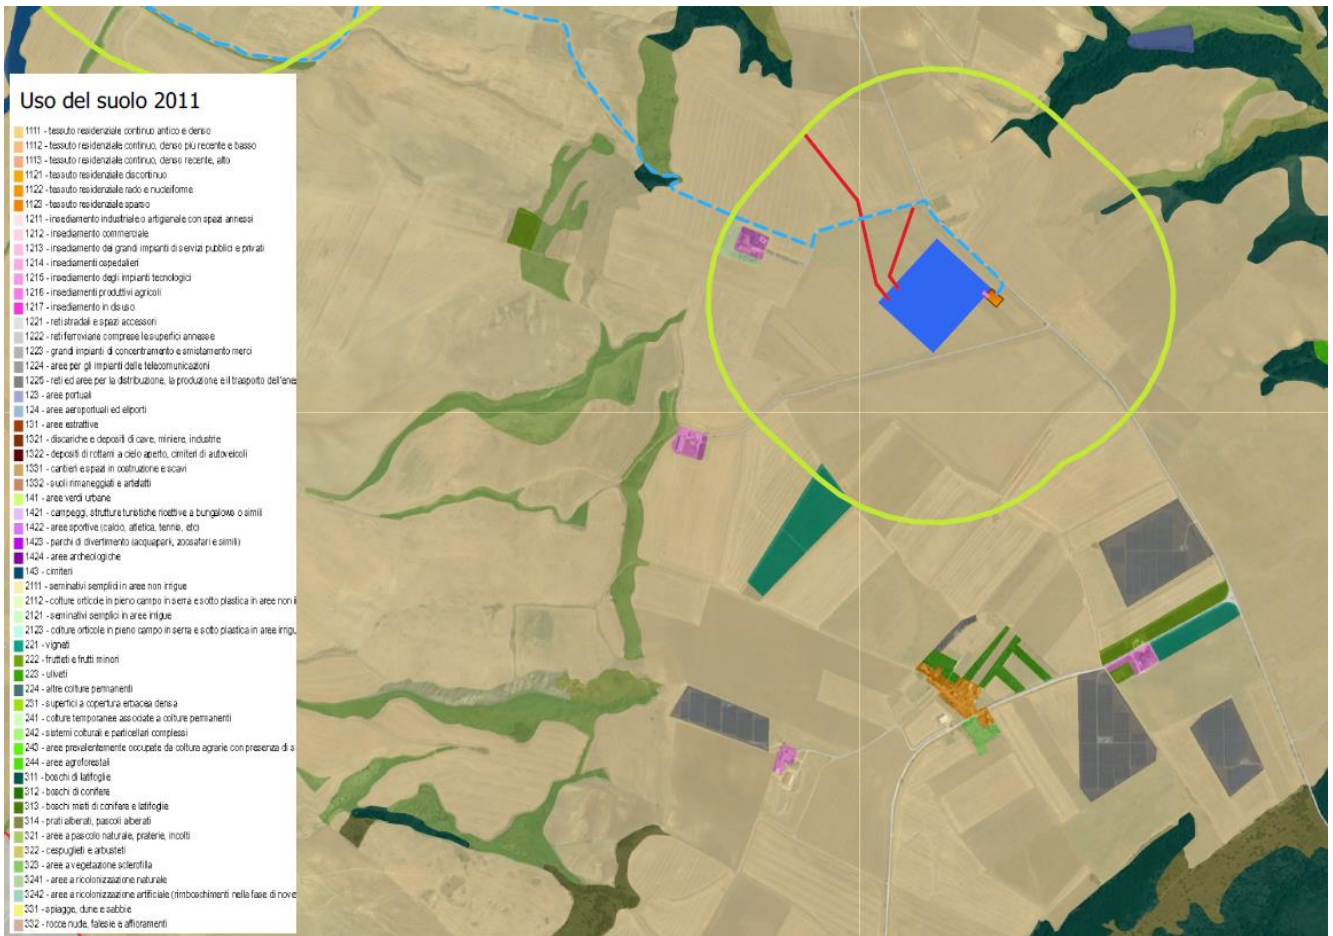 Uso del suolo 2011
1111 - tessuto residenziale continuo antico e denso
1112 - tessuto residenziale continuo, denso più recente e basso
1113 - tessuto residenziale continuo, denso recente, alto
1121 - tessuto residenziale discontinuo
1122 - tessuto residenziale rado e nucleiforme
1123 - tessuto residenziale sparso
1211 - insediamento industriale o artigianale con spazi annessi
1212 - insediamento commerciale
1213 - insediamento dei grandi impianti di servizi pubblici e privati
1214 - insediamenti ospedalieri
1215 - insediamento degli impianti tecnologici
1216 - insediamenti produttivi agricoli
1217 - insediamento in disuso
1221 - reti stradali e spazi accessori
1222 - reti ferroviarie comprese le superfici annesse
1223 - grandi impianti di concentramento e smistamento merci
1224 - aree per gli impianti delle telecomunicazioni
1225 - reti ed aree per la distribuzione, la produzione e il trasporto dell'ene
123 - aree portuali
124 - aree aeroportuali ed eliporti
131 - aree estrattive
1321 - discariche e depositi di cave, miniere, industrie
1322 - depositi di rottami a cielo aperto, cimiteri di autoveicoli
1331 - cantieri e spazi in costruzione e scavi
1332 - suoli rimaneggiati e artefatti
141 - aree verdi urbane
1421 - campeggi, strutture turistiche ricettive a bungalows o simili
1422 - aree sportive (calcio, atletica, tennis, etc)
1423 - parchi di divertimento (acquapark, zoosafari e simili)
1424 - aree archeologiche
143 - cimiteri
2111 - seminativi semplici in aree non irrigue
2112 - colture orticole in pieno campo in serra e sotto plastica in aree non i
2121 - seminativi semplici in aree irrigue
2123 - colture orticole in pieno campo in serra e sotto plastica in aree irrigu
221 - vigneti
222 - frutteti e frutti minori
223 - uliveti
224 - altre colture permanenti
231 - superfici a copertura erbacea densa
241 - colture temporanee associate a colture permanenti
242 - sistemi colturali e particellari complessi
243 - aree prevalentemente occupate da coltura agrarie con presenza di s
244 - aree agroforestali
311 - boschi di latifoglie
312 - boschi di conifere
313 - boschi misti di conifere e latifoglie
314 - prati alberati, pascoli alberati
321 - aree a pascolo naturale, praterie, incolti
322 - cespuglieti e arbusteti
323 - aree a vegetazione sclerofilla
3241 - aree a ricolonizzazione naturale
3242 - aree a ricolonizzazione artificiale (rimboschimenti nella fase di nove
331 - spiagge, dune e sabbie
332 - rocce nude, falesie e affioramenti